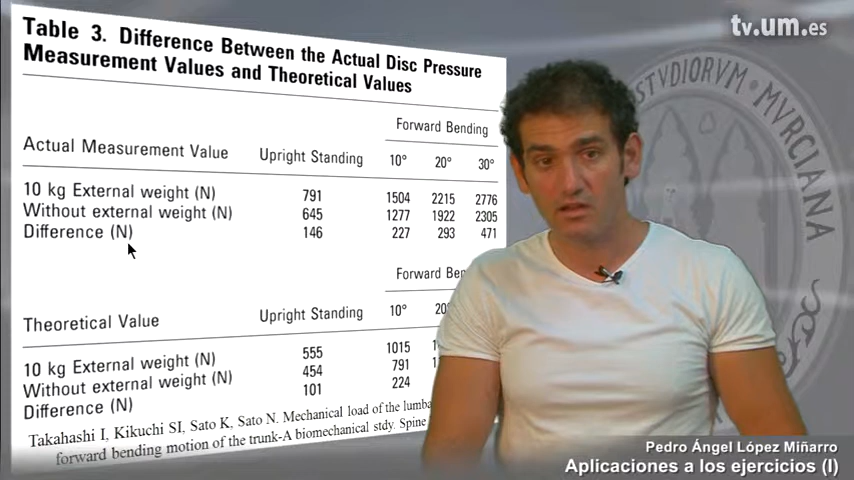 tv.um.es
Table 3. Difference Between the Actual Disc Pressure
Measurement Values and Theoretical Values
Forward Bending
Actual Measurement Value Upright Standing 10° 20° 30°
10 kg External weight (N) 791 1504 2215 2776
Without external weight (N) 645 1277 1922 2305
Difference (N) 146 227 293 471
Forward
Theoretical Value Upright Standing 10°
10 kg External weight (N) 555 1015
Without external weight (N) 454 791
Difference (N) 101 224
Takahashi I, Kikuchi SI, Sato K, Sato N. Mechanical load of the
forward bending motion of the trunk-A biomechanical stdy. Spine
MVRCIANA
Pedro Ángel López Miñarro
Aplicaciones a los ejercicios (I)